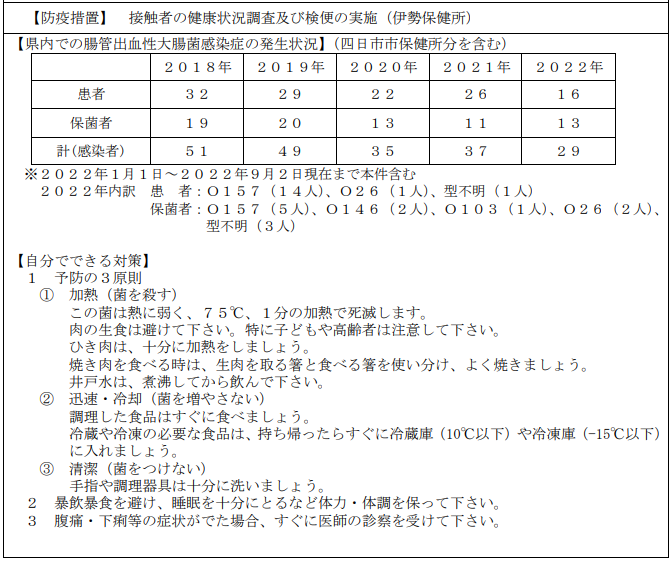 【防疫措置】 接触者の健康状況調査及び検便の実施（伊勢保健所）
【県内での腸管出血性大腸菌感染症の発生状況】（四日市市保健所分を含む）
２０１８年 ２０１９年 ２０２０年 ２０２１年 ２０２２年
患者 ３２ ２９ ２２ ２６ １６
保菌者 １９ ２０ １３ １１ １３
計（感染者） ５１ ４９ ３５ ３７ ２９
※２０２２年１月１日～２０２２年９月２日現在まで本件含む
２０２２年内訳 患 者：Ｏ１５７（１４人）、Ｏ２６（１人）、型不明（１人）
保菌者：Ｏ１５７（５人）、Ｏ１４６（２人）、Ｏ１０３（１人）、Ｏ２６（２人）、
型不明（３人）
【自分でできる対策】
１ 予防の３原則
① 加熱（菌を殺す）
この菌は熱に弱く、７５℃、１分の加熱で死滅します。
肉の生食は避けて下さい。特に子どもや高齢者は注意して下さい。
ひき肉は、十分に加熱をしましょう。
焼き肉を食べる時は、生肉を取る箸と食べる箸を使い分け、よく焼きましょう。
井戸水は、煮沸してから飲んで下さい。
② 迅速・冷却（菌を増やさない）
調理した食品はすぐに食べましょう。
冷蔵や冷凍の必要な食品は、持ち帰ったらすぐに冷蔵庫（10℃以下）や冷凍庫（-15℃以下）
に入れましょう。
③ 清潔（菌をつけない）
手指や調理器具は十分に洗いましょう。
２ 暴飲暴食を避け、睡眠を十分にとるなど体力・体調を保って下さい。
３ 腹痛・下痢等の症状がでた場合、すぐに医師の診察を受けて下さい。